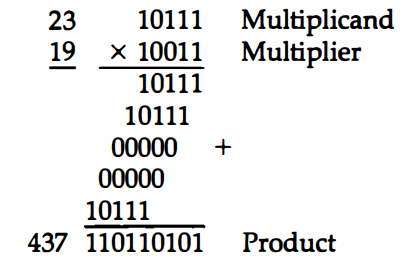 23 10111 Multiplicand
19 × 10011 Multiplier
10111
10111
00000 +
00000
10111
437 110110101 Product